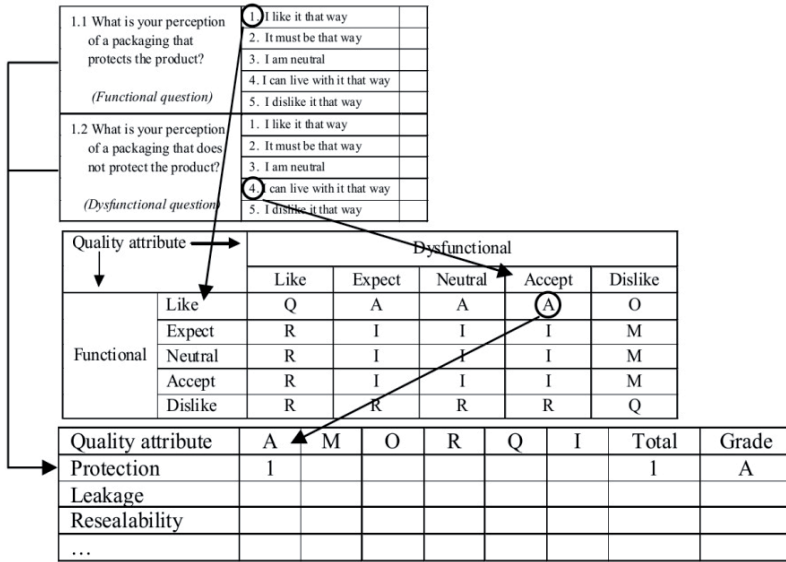 1.1 What is your perception
of a packaging that
protects the product?
(Functional question)
1. I like it that way
2. It must be that way
3. I am neutral
4. I can live with it that way
5. I dislike it that way
1.2 What is your perception
of a packaging that does
not protect the product?
(Dysfunctional question)
1. I like it that way
2. It must be that way
3. I am neutral
4. I can live with it that way
5. I dislike it that way
Quality attribute Dysfunctional
Like Expect Neutral Accept Dislike
Functional
Like Q A A A O
Expect R I I I M
Neutral R I I I M
Accept R I I I M
Dislike R R R R Q
Quality attribute A M O R Q I Total Grade
Protection 1 1 A
Leakage
Resealability
…